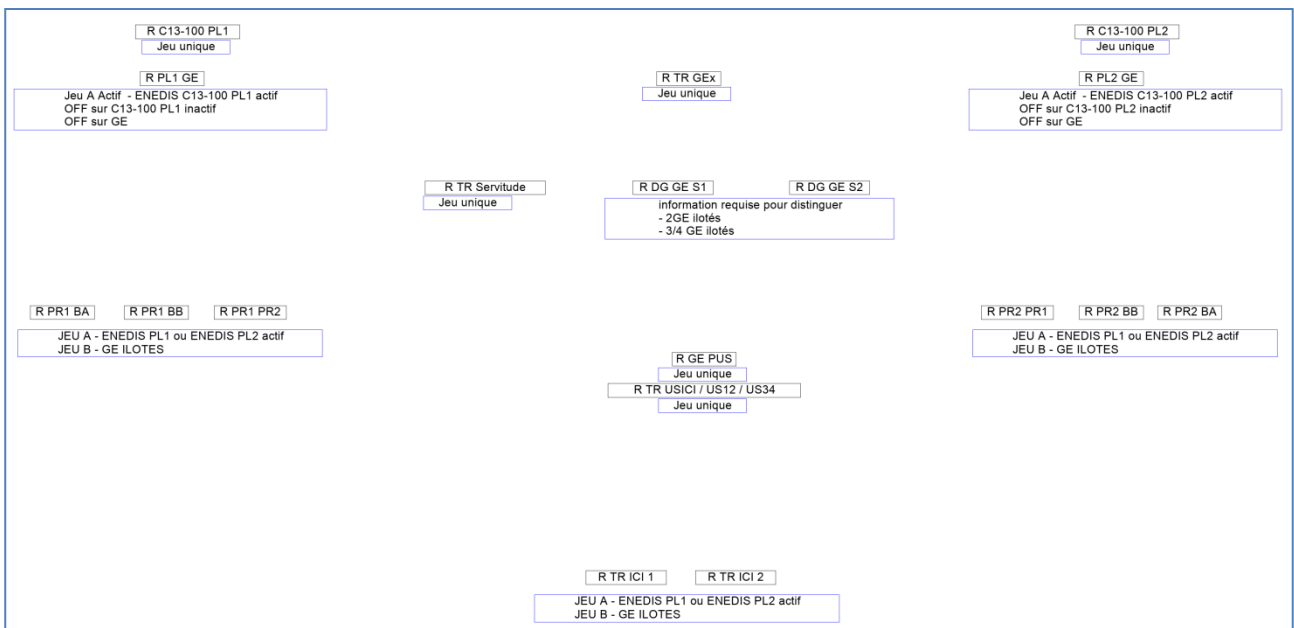 R C13-100 PL1
Jeu unique
R C13-100 PL2
Jeu unique
R PL1 GE
Jeu A Actif - ENEDIS C13-100 PL1 actif
OFF sur C13-100 PL1 inactif
OFF sur GE
R TR GEx
Jeu unique
R PL2 GE
Jeu A Actif - ENEDIS C13-100 PL2 actif
OFF sur C13-100 PL2 inactif
OFF sur GE
R TR Servitude
Jeu unique
R DG GE S1
R DG GE S2
information requise pour distinguer
- 2GE ilotés
- 3/4 GE ilotés
R PR1 BA
R PR1 BB
R PR1 PR2
JEU A - ENEDIS PL1 ou ENEDIS PL2 actif
JEU B - GE ILOTES
R PR2 PR1
R PR2 BB
R PR2 BA
JEU A - ENEDIS PL1 ou ENEDIS PL2 actif
JEU B - GE ILOTES
R GE PUS
Jeu unique
R TR USICI / US12 / US34
Jeu unique
R TR ICI 1
R TR ICI 2
JEU A - ENEDIS PL1 ou ENEDIS PL2 actif
JEU B - GE ILOTES